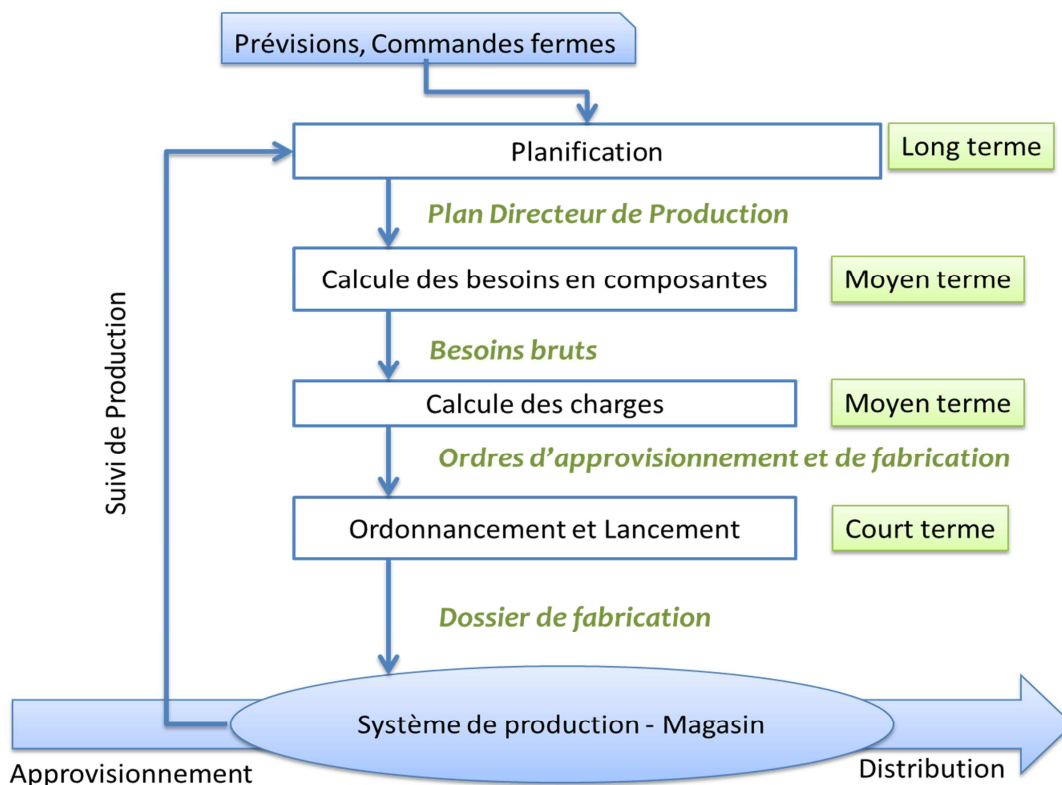 Prévisions, Commandes fermes
Planification
Long terme
Plan Directeur de Production
Calcule des besoins en composantes
Moyen terme
Besoins bruts
Calcule des charges
Moyen terme
Ordres d’approvisionnement et de fabrication
Ordonnancement et Lancement
Court terme
Dossier de fabrication
Suivi de Production
Système de production - Magasin
Approvisionnement
Distribution